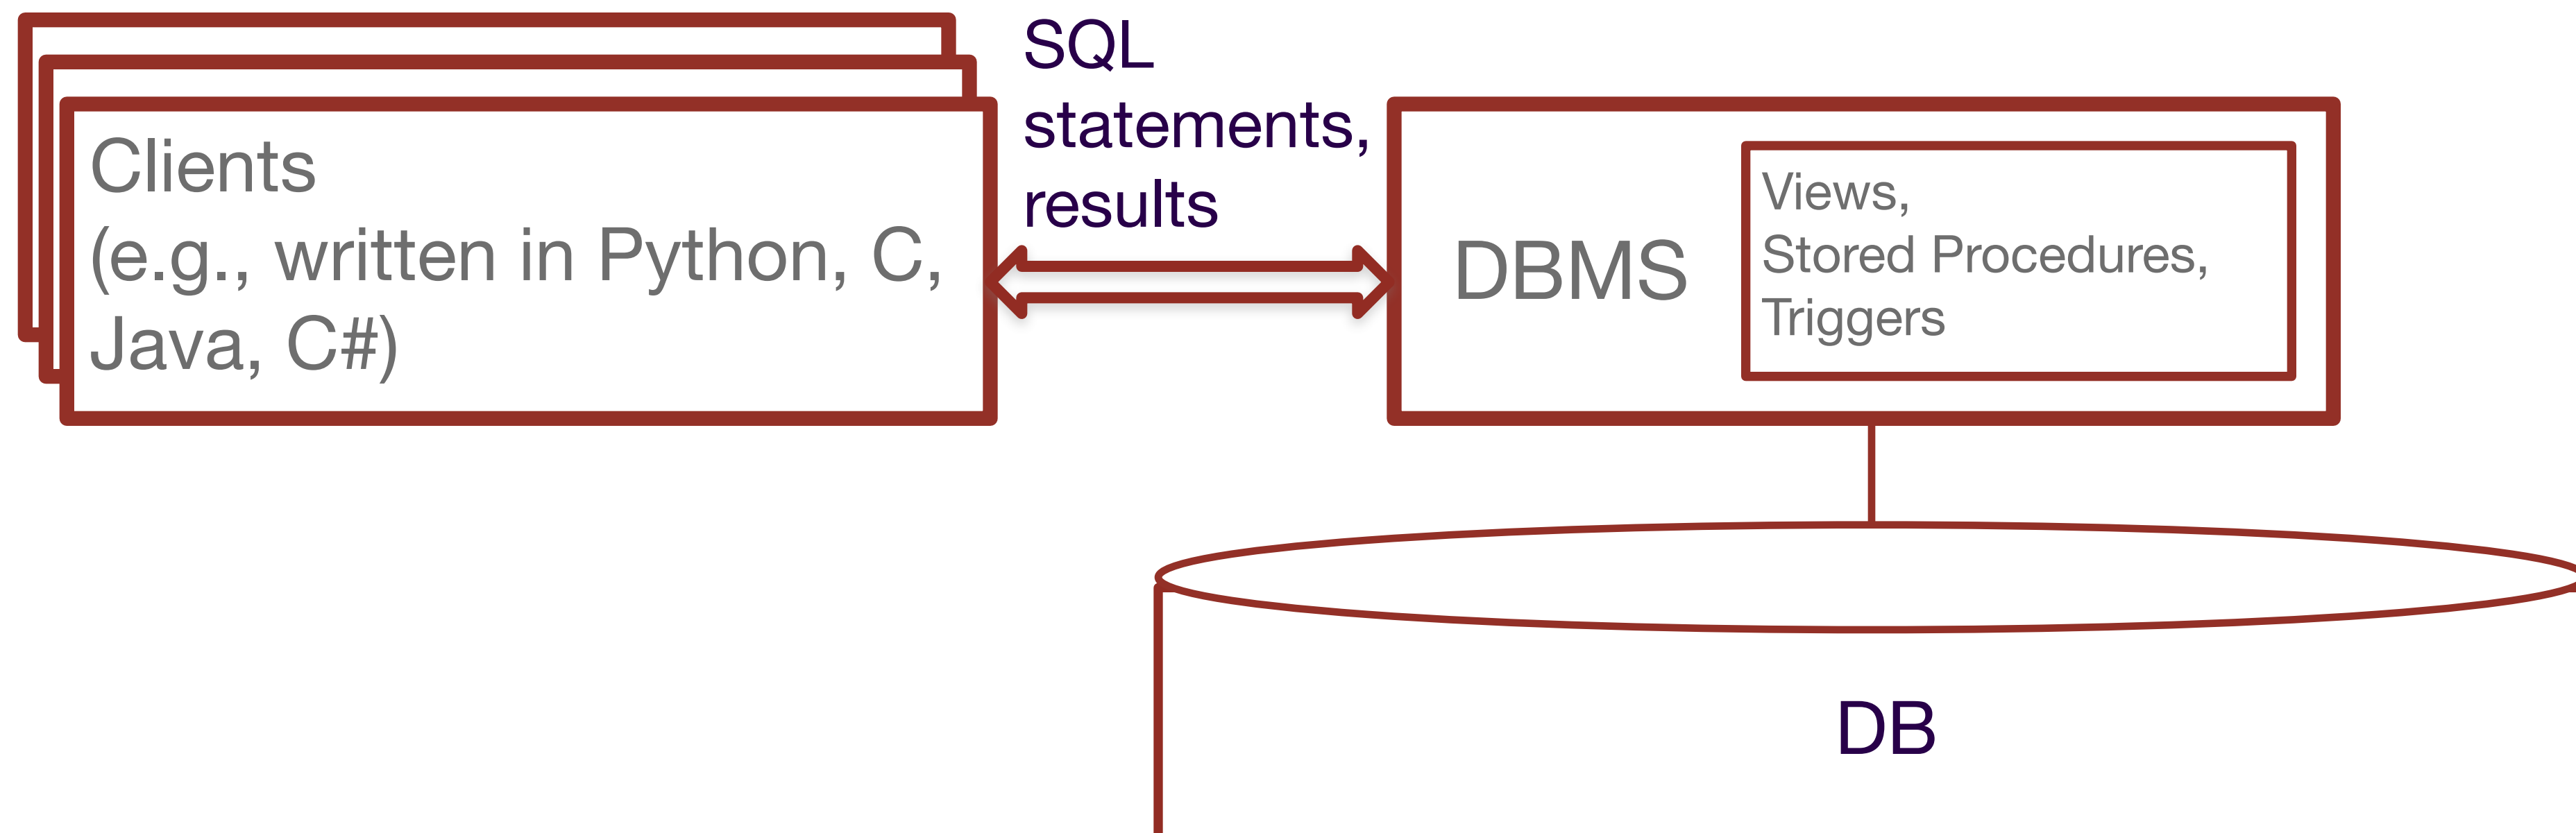 Clients
(e.g., written in Python, C,
Java, C#)
SQL
statements,
results
DBMS
Views,
Stored Procedures,
Triggers
DB